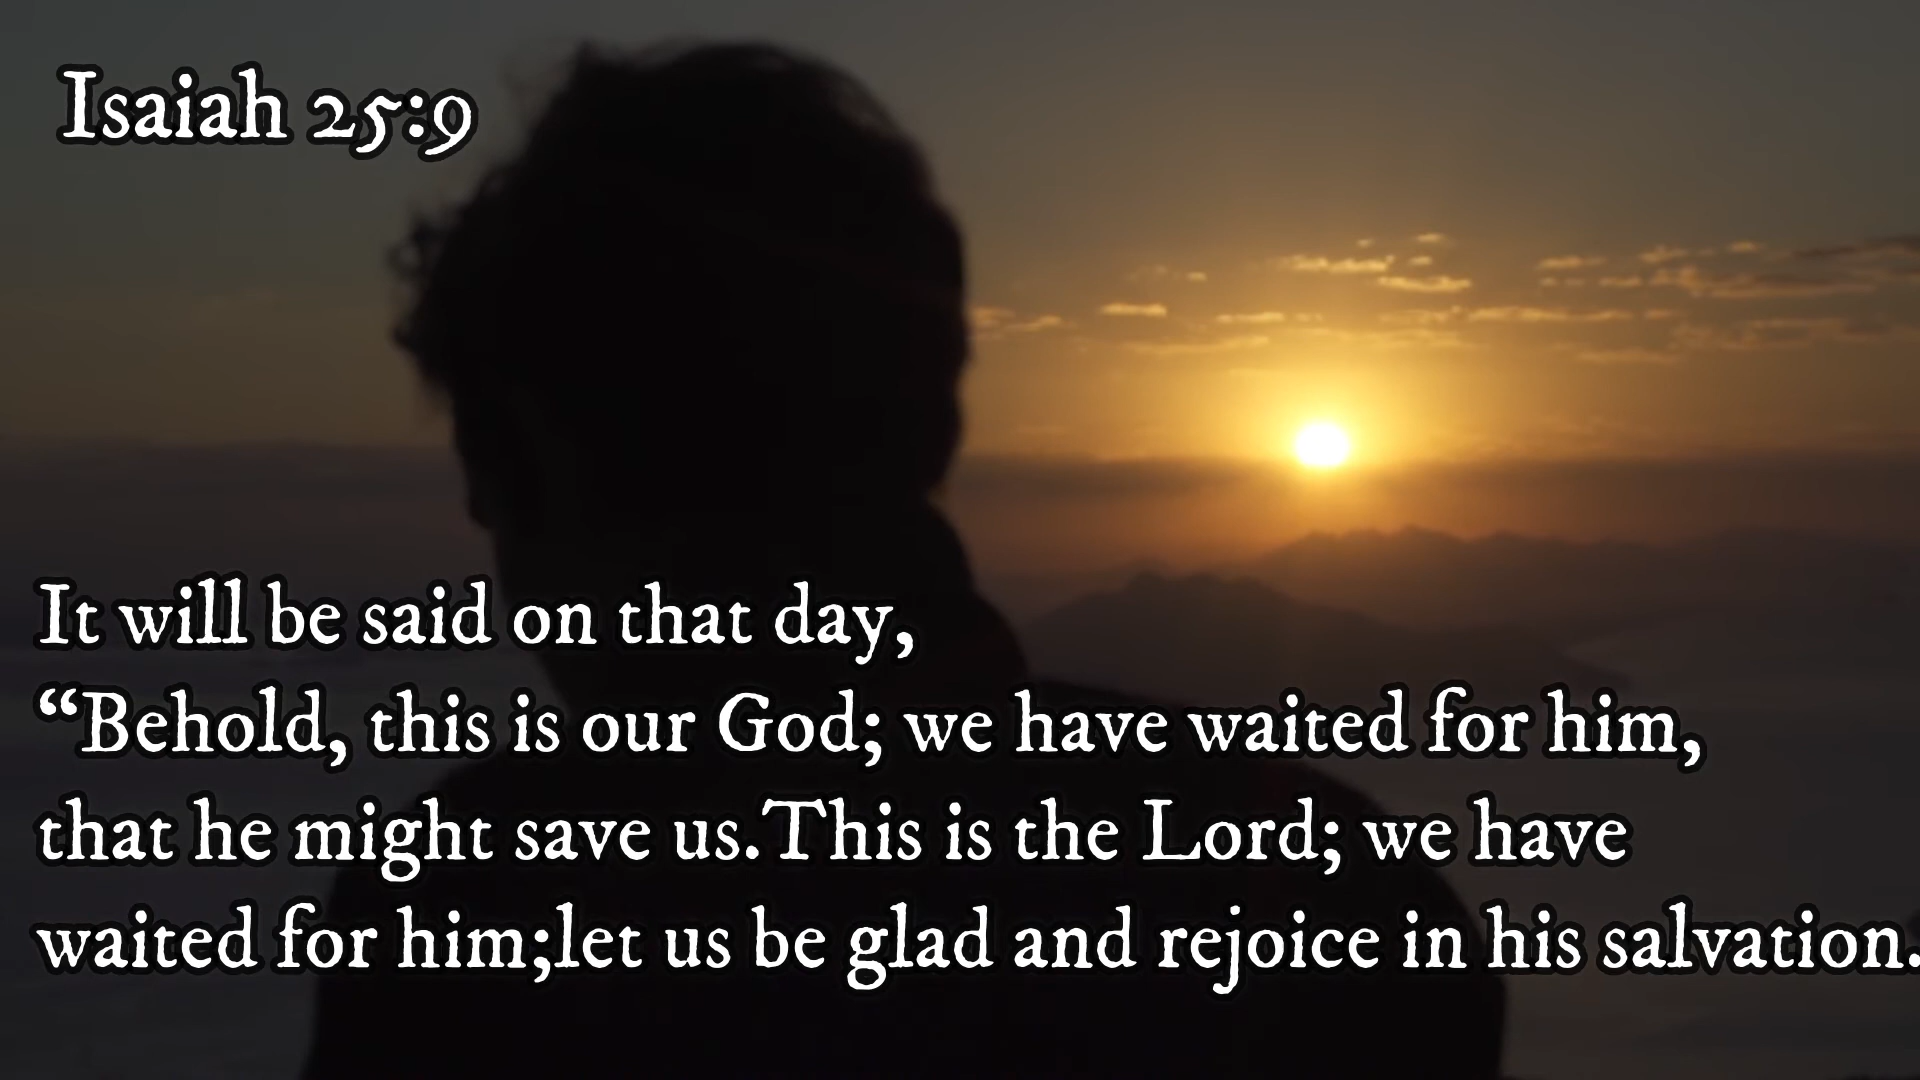 Isaiah 25:9
It will be said on that day,
“Behold, this is our God; we have waited for him,
that he might save us.This is the Lord; we have
waited for him;let us be glad and rejoice in his salvation.